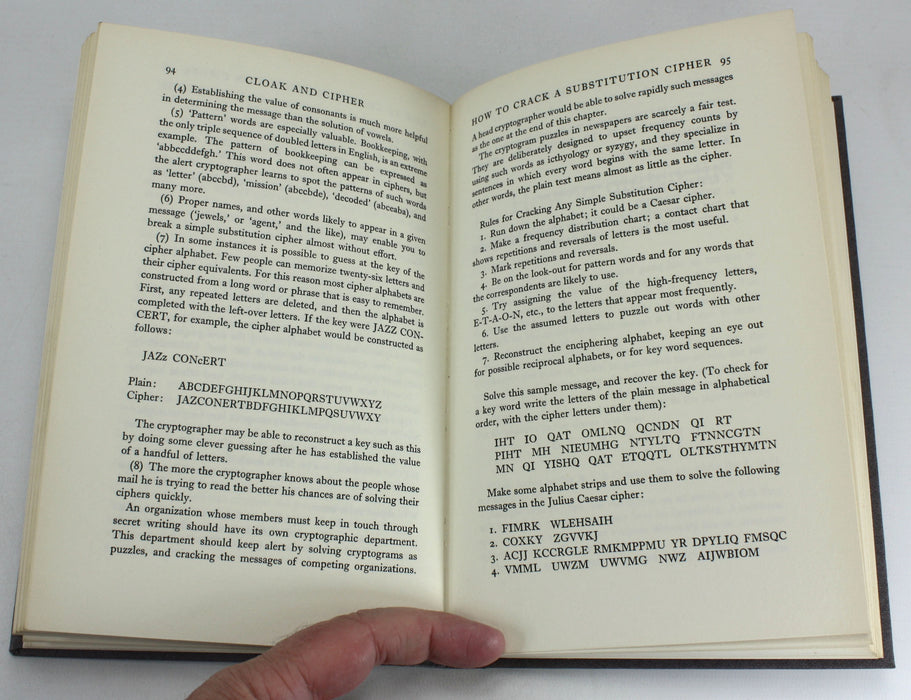 94
CLOAK AND CIPHER
(4) Establishing the value of consonants is much more helpful
in determining the message than the solution of vowels.
(5) 'Pattern' words are especially valuable. Bookkeeping, with
the only triple sequence of doubled letters in English, is an extreme
example. The pattern of bookkeeping can be expressed as
'abbccddefgh.' This word does not often appear in ciphers, but
the alert cryptographer learns to spot the patterns of such words
as 'letter' (abccbd), 'mission' (abccbde), 'decoded' (abceaba), and
many more.
(6) Proper names, and other words likely to appear in a given
message ('jewels,' or 'agent,' and the like), may enable you to
break a simple substitution cipher almost without effort.
(7) In some instances it is possible to guess at the key of the
cipher alphabet. Few people can memorize twenty-six letters and
their cipher equivalents. For this reason most cipher alphabets are
constructed from a long word or phrase that is easy to remember.
First, any repeated letters are deleted, and then the alphabet is
completed with the left-over letters. If the key were JAZZ CON-
CERT, for example, the cipher alphabet would be constructed as
follows:
JAZz CONcERT
Plain: ABCDEFGHIJKLMNOPQRSTUVWXYZ
Cipher: JAZCONERTBDFGHIKLMPQSUVWXY
The cryptographer may be able to reconstruct a key such as this
by doing some clever guessing after he has established the value
of a handful of letters.
(8) The more the cryptographer knows about the people whose
mail he is trying to read the better his chances are of solving their
ciphers quickly.
An organization whose members must keep in touch through
secret writing should have its own cryptographic department.
This department should keep alert by solving cryptograms as
puzzles, and cracking the messages of competing organizations.
HOW TO CRACK A SUBSTITUTION CIPHER 95
A head cryptographer would be able to solve rapidly such messages
as the one at the end of this chapter.
The cryptogram puzzles in newspapers are scarcely a fair test.
They are deliberately designed to upset frequency counts by
using such words as icthyology or syzygy, and they specialize in
sentences in which every word begins with the same letter. In
other words, the plain text means almost as little as the cipher.
Rules for Cracking Any Simple Substitution Cipher:
1. Run down the alphabet; it could be a Caesar cipher.
2. Make a frequency distribution chart; a contact chart that
shows repetitions and reversals of letters is the most useful.
3. Mark repetitions and reversals.
4. Be on the look-out for pattern words and for any words that
the correspondents are likely to use.
5. Try assigning the value of the high-frequency letters,
E-T-A-O-N, etc., to the letters that appear most frequently.
6. Use the assumed letters to puzzle out words with other
letters.
7. Reconstruct the enciphering alphabet, keeping an eye out
for possible reciprocal alphabets, or for key word sequences.
Solve this sample message, and recover the key. (To check for
a key word write the letters of the plain message in alphabetical
order, with the cipher letters under them):
IHT IO QAT OMLNQ QCNDN QI RT
PIHT MH NIEUMHG NTYLTQ FTNNCGTN
MN QI YISHQ QAT ETQQTL OLTKSTHYMTN
Make some alphabet strips and use them to solve the following
messages in the Julius Caesar cipher:
1. FIMRK WLEHSAIH
2. COXKY ZGVVKJ
3. ACJJ KCCRGLE RMKMPPMU YR DPYLIQ FMSQC
4. VMML UWZM UWVMG NWZ AIJWBIOM